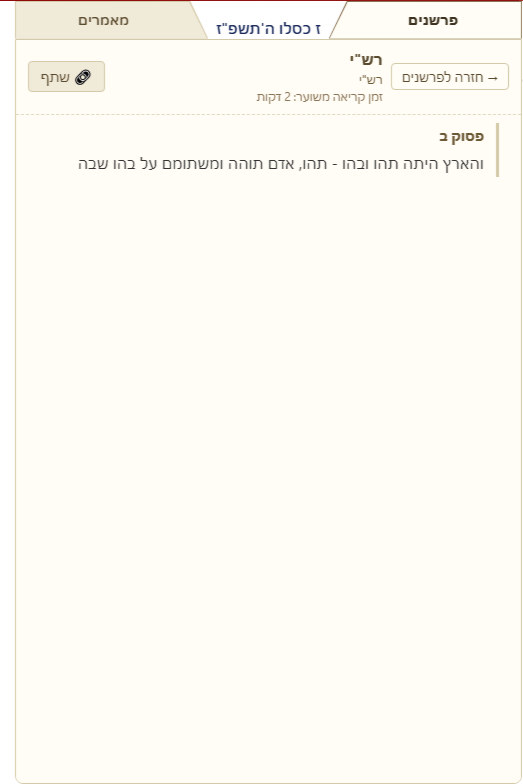 פרשנים
ז כסלו ה'תשפ"ז
מאמרים
→ חזרה לפרשנים
רש"י
רש"י
זמן קריאה משוער: 2 דקות
שתף
פסוק ב
והארץ היתה תהו ובהו - תהו, אדם תוהה ומשתומם על בהו שבה